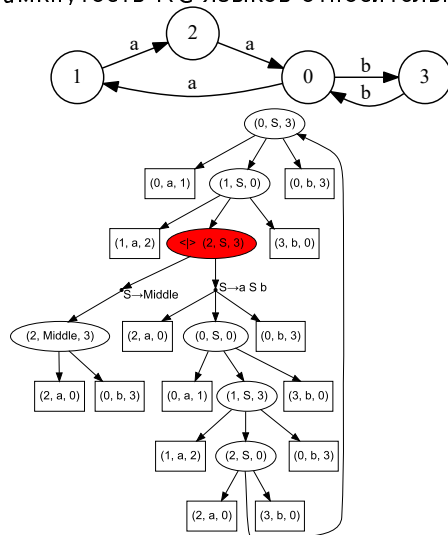 2
a a
1 a 0 b 3
b
(0, S, 3)
(0, a, 1) (1, S, 0) (0, b, 3)
(1, a, 2) <|> (2, S, 3) (3, b, 0)
S→Middle S→a S b
(2, Middle, 3) (2, a, 0) (0, S, 0) (0, b, 3)
(2, a, 0) (0, b, 3) (0, a, 1) (1, S, 3) (3, b, 0)
(1, a, 2) (2, S, 0) (0, b, 3)
(2, a, 0) (3, b, 0)